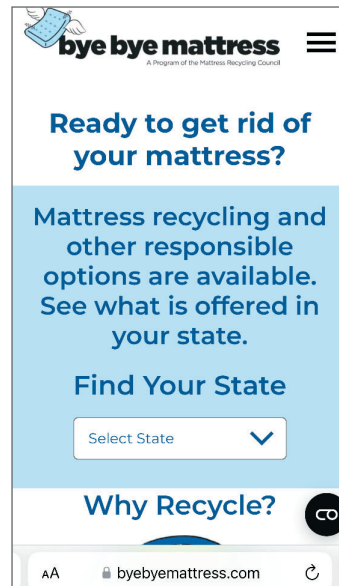 bye bye mattress
A Program of the Mattress Recycling Council
Ready to get rid of
your mattress?
Mattress recycling and
other responsible
options are available.
See what is offered in
your state.
Find Your State
Select State
Why Recycle?
AA
byebyemattress.com